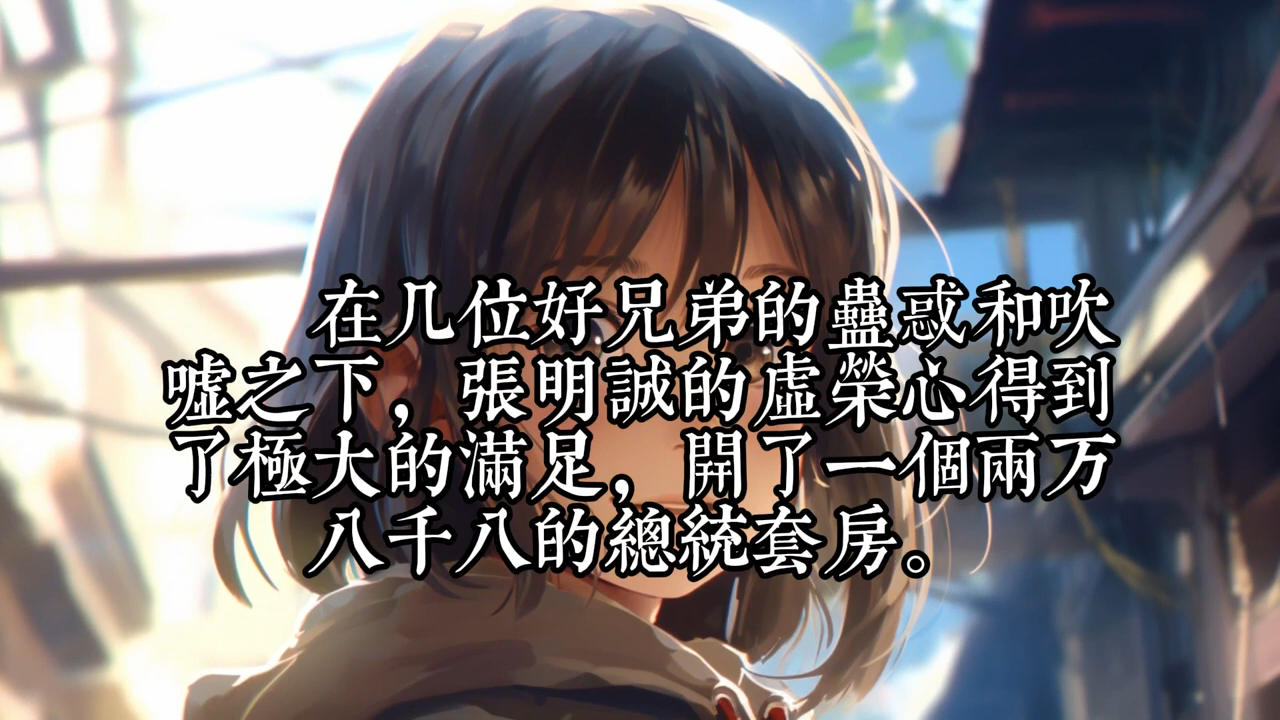 在几位好兄弟的蠱惑和吹
噓之下，張明誠的虛榮心得到
了極大的滿足，開了一個兩万
八千八的總統套房。